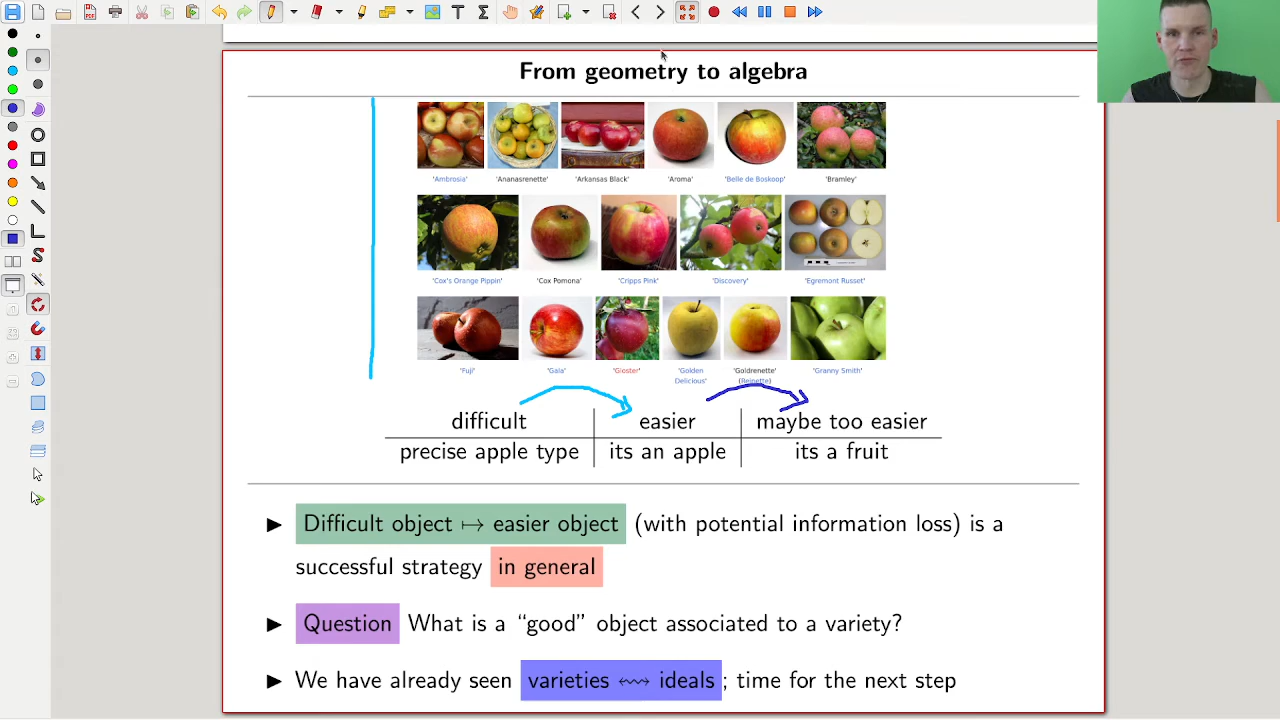 From geometry to algebra
'Ambrosia' 'Ananasrenette' 'Arkansas Black' 'Aroma' 'Belle de Boskoop' 'Bramley'
'Cox's Orange Pippin' 'Cox Pomona' 'Cripps Pink' 'Discovery' 'Egremont Russet'
'Fuji' 'Gala' 'Gloster' 'Golden Delicious' 'Goldrenette' (Reinette) 'Granny Smith'
difficult easier maybe too easier
precise apple type its an apple its a fruit
▶ Difficult object ↦ easier object (with potential information loss) is a
successful strategy in general
▶ Question What is a “good” object associated to a variety?
▶ We have already seen varieties ↭ ideals; time for the next step